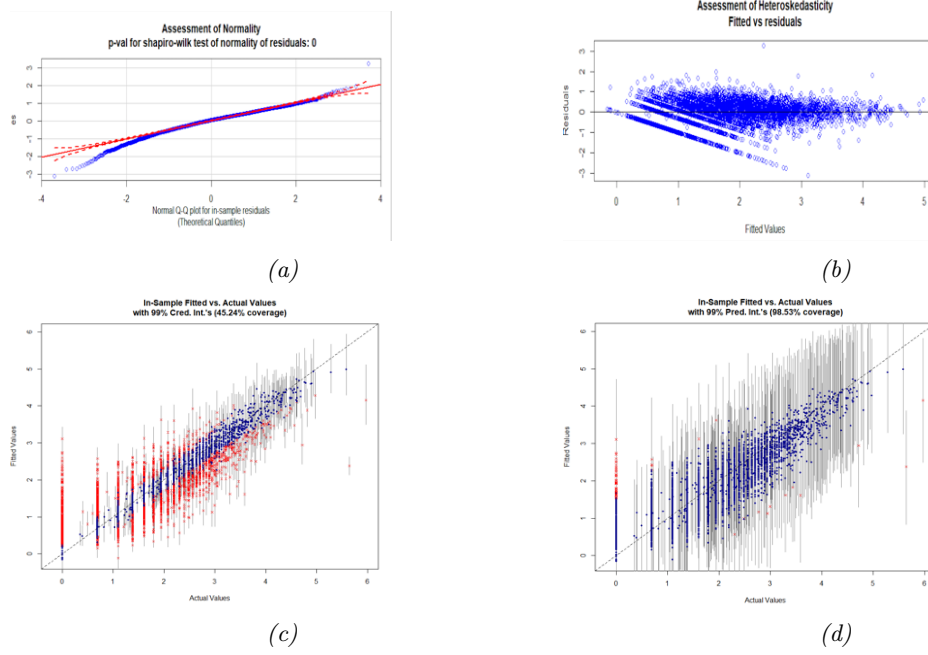 Assessment of Normality
p-val for shapiro-wilk test of normality of residuals: 0
es
3
2
1
0
-1
-2
-3
-4
-2
0
2
4
Normal Q-Q plot for in-sample residuals
(Theoretical Quantiles)
(a)
Assessment of Heteroskedasticity
Fitted vs residuals
Residuals
3
2
1
0
-1
-2
-3
0
1
2
3
4
5
Fitted Values
(b)
In-Sample Fitted vs. Actual Values
with 99% Cred. Int.'s (45.24% coverage)
Fitted Values
6
5
4
3
2
1
0
0
1
2
3
4
5
6
Actual Values
(c)
In-Sample Fitted vs. Actual Values
with 99% Pred. Int.'s (98.53% coverage)
Fitted Values
6
5
4
3
2
1
0
0
1
2
3
4
5
6
Actual Values
(d)